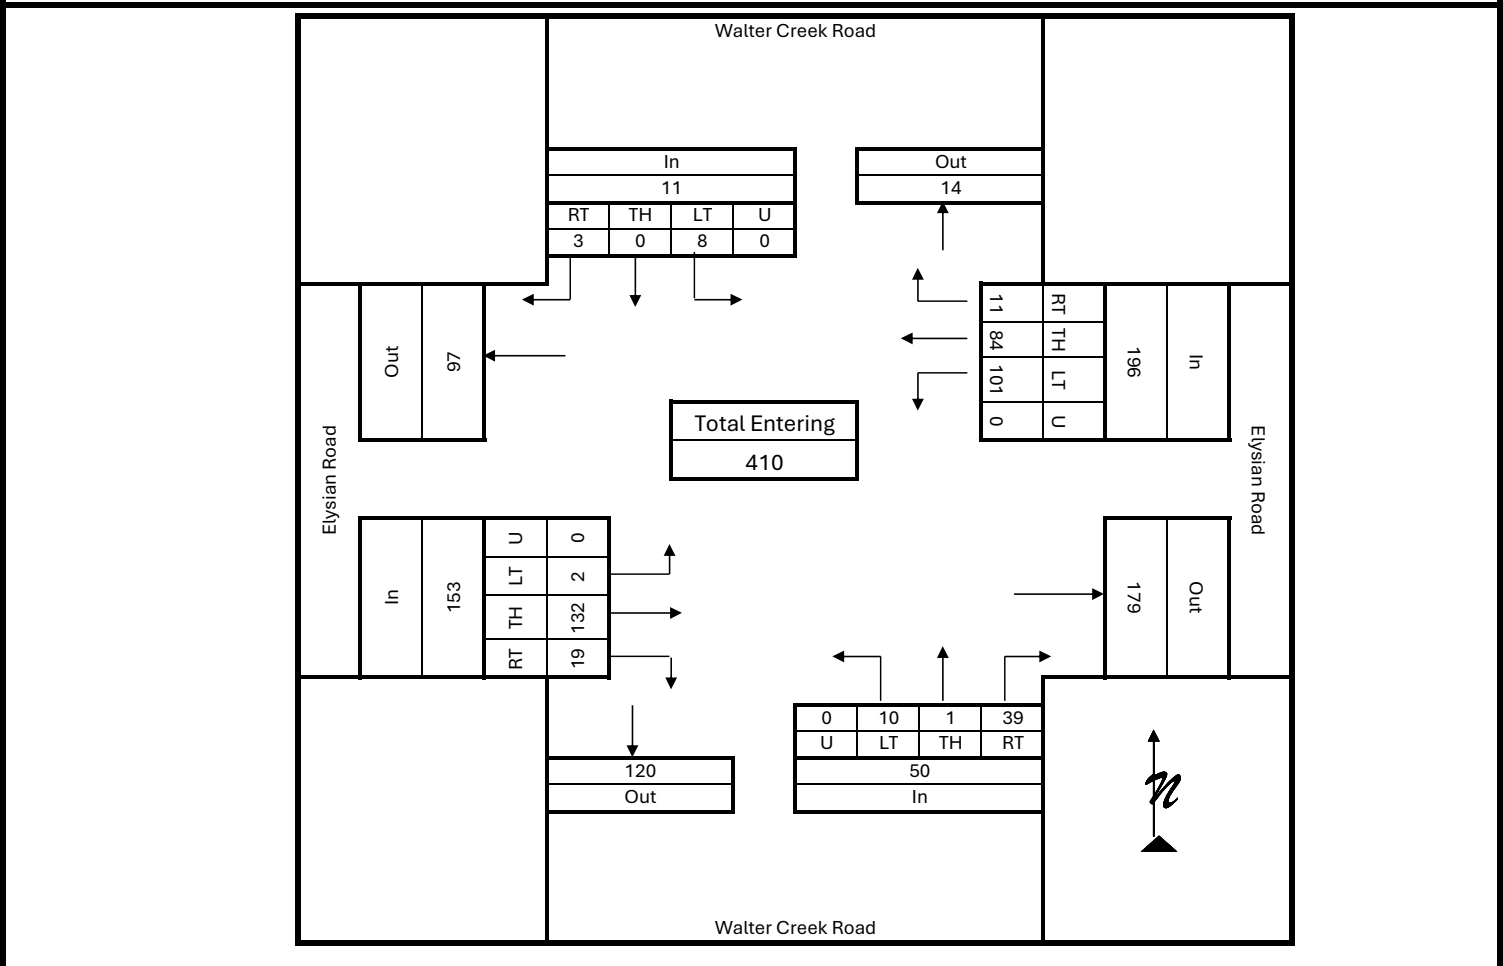 Walter Creek Road
In
11
RT TH LT U
3 0 8 0
Out
14
Out
97
11 RT
84 TH
101 LT
0 U
196
In
Total Entering
410
Elysian Road
Elysian Road
In
153
U 0
LT 2
TH 132
RT 19
179
Out
0 10 1 39
U LT TH RT
50
In
120
Out
N
Walter Creek Road